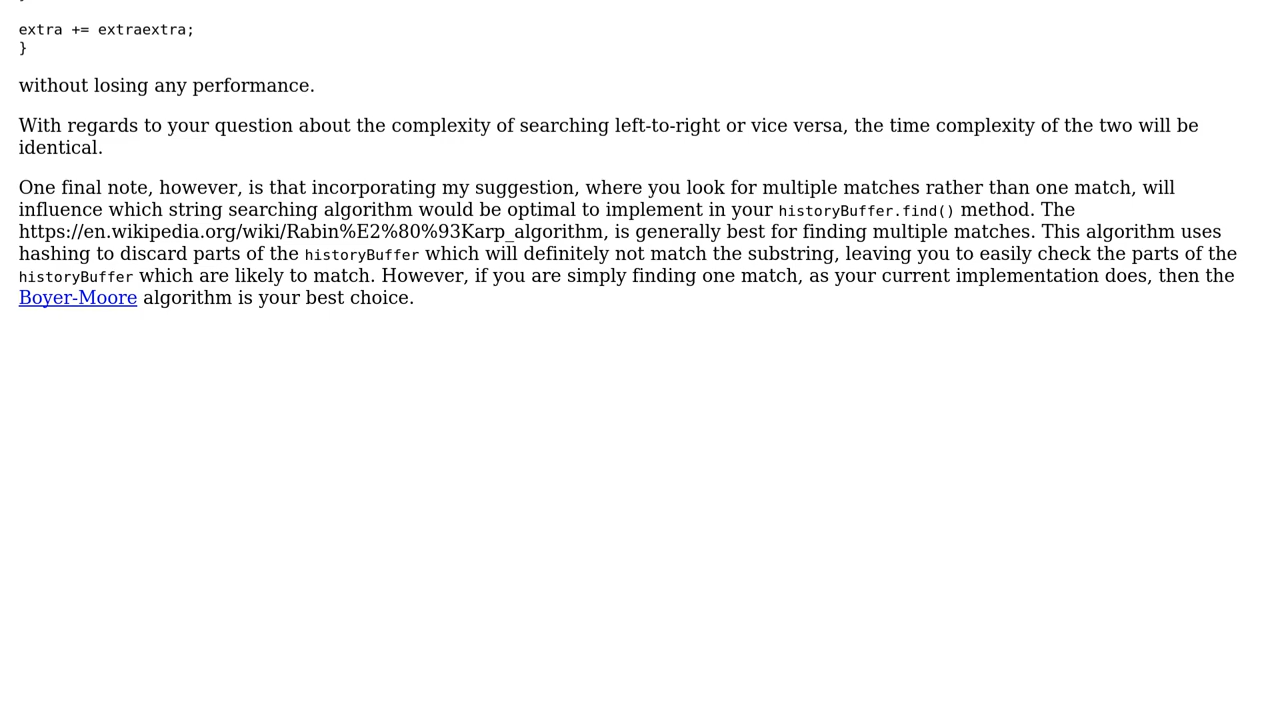 extra += extraextra;
}
without losing any performance.
With regards to your question about the complexity of searching left-to-right or vice versa, the time complexity of the two will be
identical.
One final note, however, is that incorporating my suggestion, where you look for multiple matches rather than one match, will
influence which string searching algorithm would be optimal to implement in your historyBuffer.find() method. The
https://en.wikipedia.org/wiki/Rabin%E2%80%93Karp_algorithm, is generally best for finding multiple matches. This algorithm uses
hashing to discard parts of the historyBuffer which will definitely not match the substring, leaving you to easily check the parts of the
historyBuffer which are likely to match. However, if you are simply finding one match, as your current implementation does, then the
Boyer-Moore algorithm is your best choice.